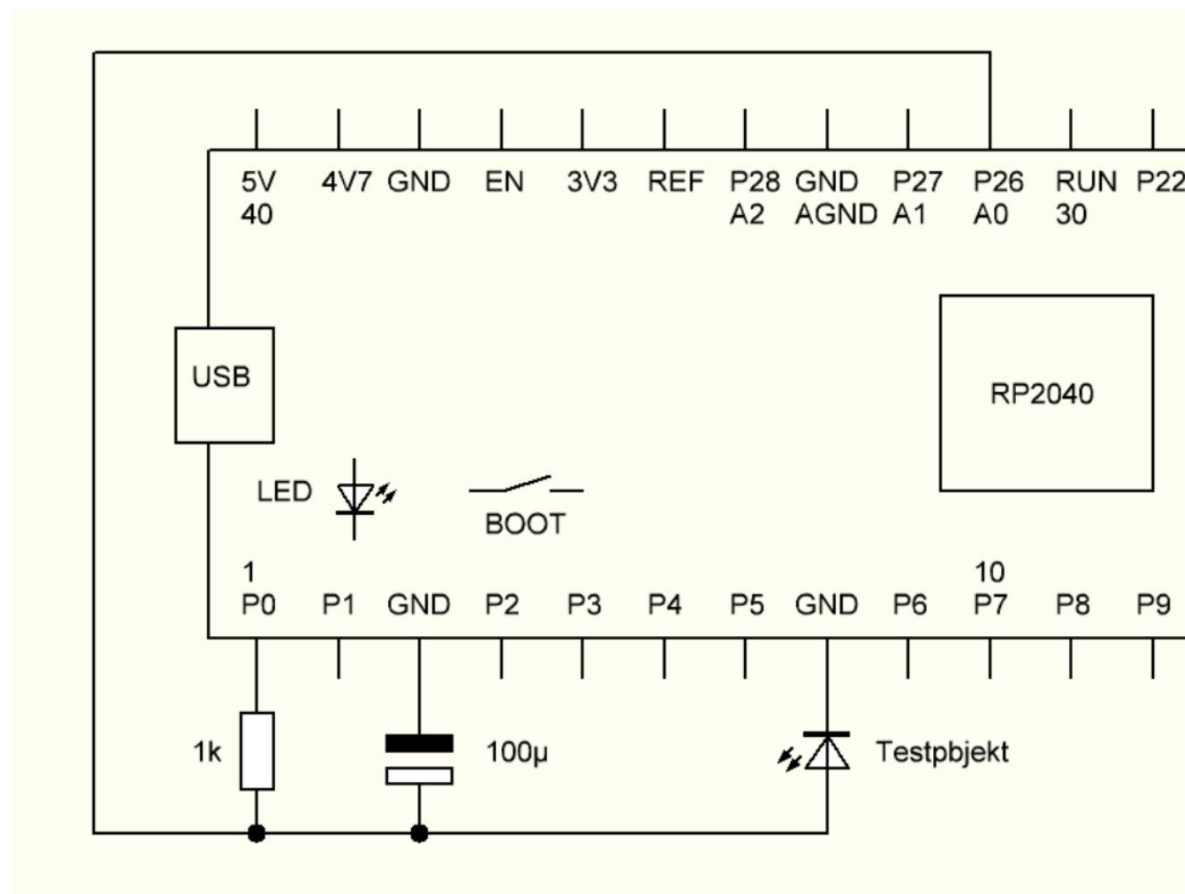 5V 4V7 GND EN 3V3 REF P28 GND P27 P26 RUN P22
40 A2 AGND A1 A0 30
USB
RP2040
LED
BOOT
1 10
P0 P1 GND P2 P3 P4 P5 GND P6 P7 P8 P9
1k 100µ Testpbjekt